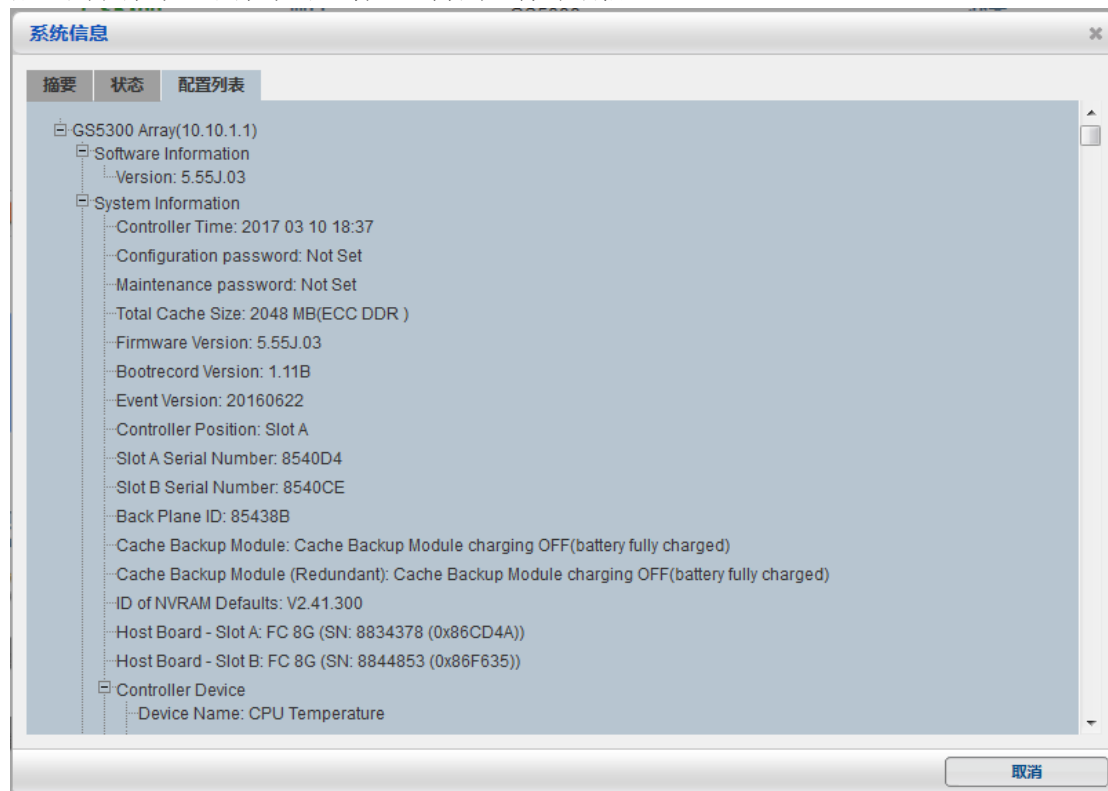 系统信息
摘要
状态
配置列表
GS5300 Array(10.10.1.1)
Software Information
Version: 5.55J.03
System Information
Controller Time: 2017 03 10 18:37
Configuration password: Not Set
Maintenance password: Not Set
Total Cache Size: 2048 MB(ECC DDR )
Firmware Version: 5.55J.03
Bootrecord Version: 1.11B
Event Version: 20160622
Controller Position: Slot A
Slot A Serial Number: 8540D4
Slot B Serial Number: 8540CE
Back Plane ID: 85438B
Cache Backup Module: Cache Backup Module charging OFF(battery fully charged)
Cache Backup Module (Redundant): Cache Backup Module charging OFF(battery fully charged)
ID of NVRAM Defaults: V2.41.300
Host Board - Slot A: FC 8G (SN: 8834378 (0x86CD4A))
Host Board - Slot B: FC 8G (SN: 8844853 (0x86F635))
Controller Device
Device Name: CPU Temperature
取消